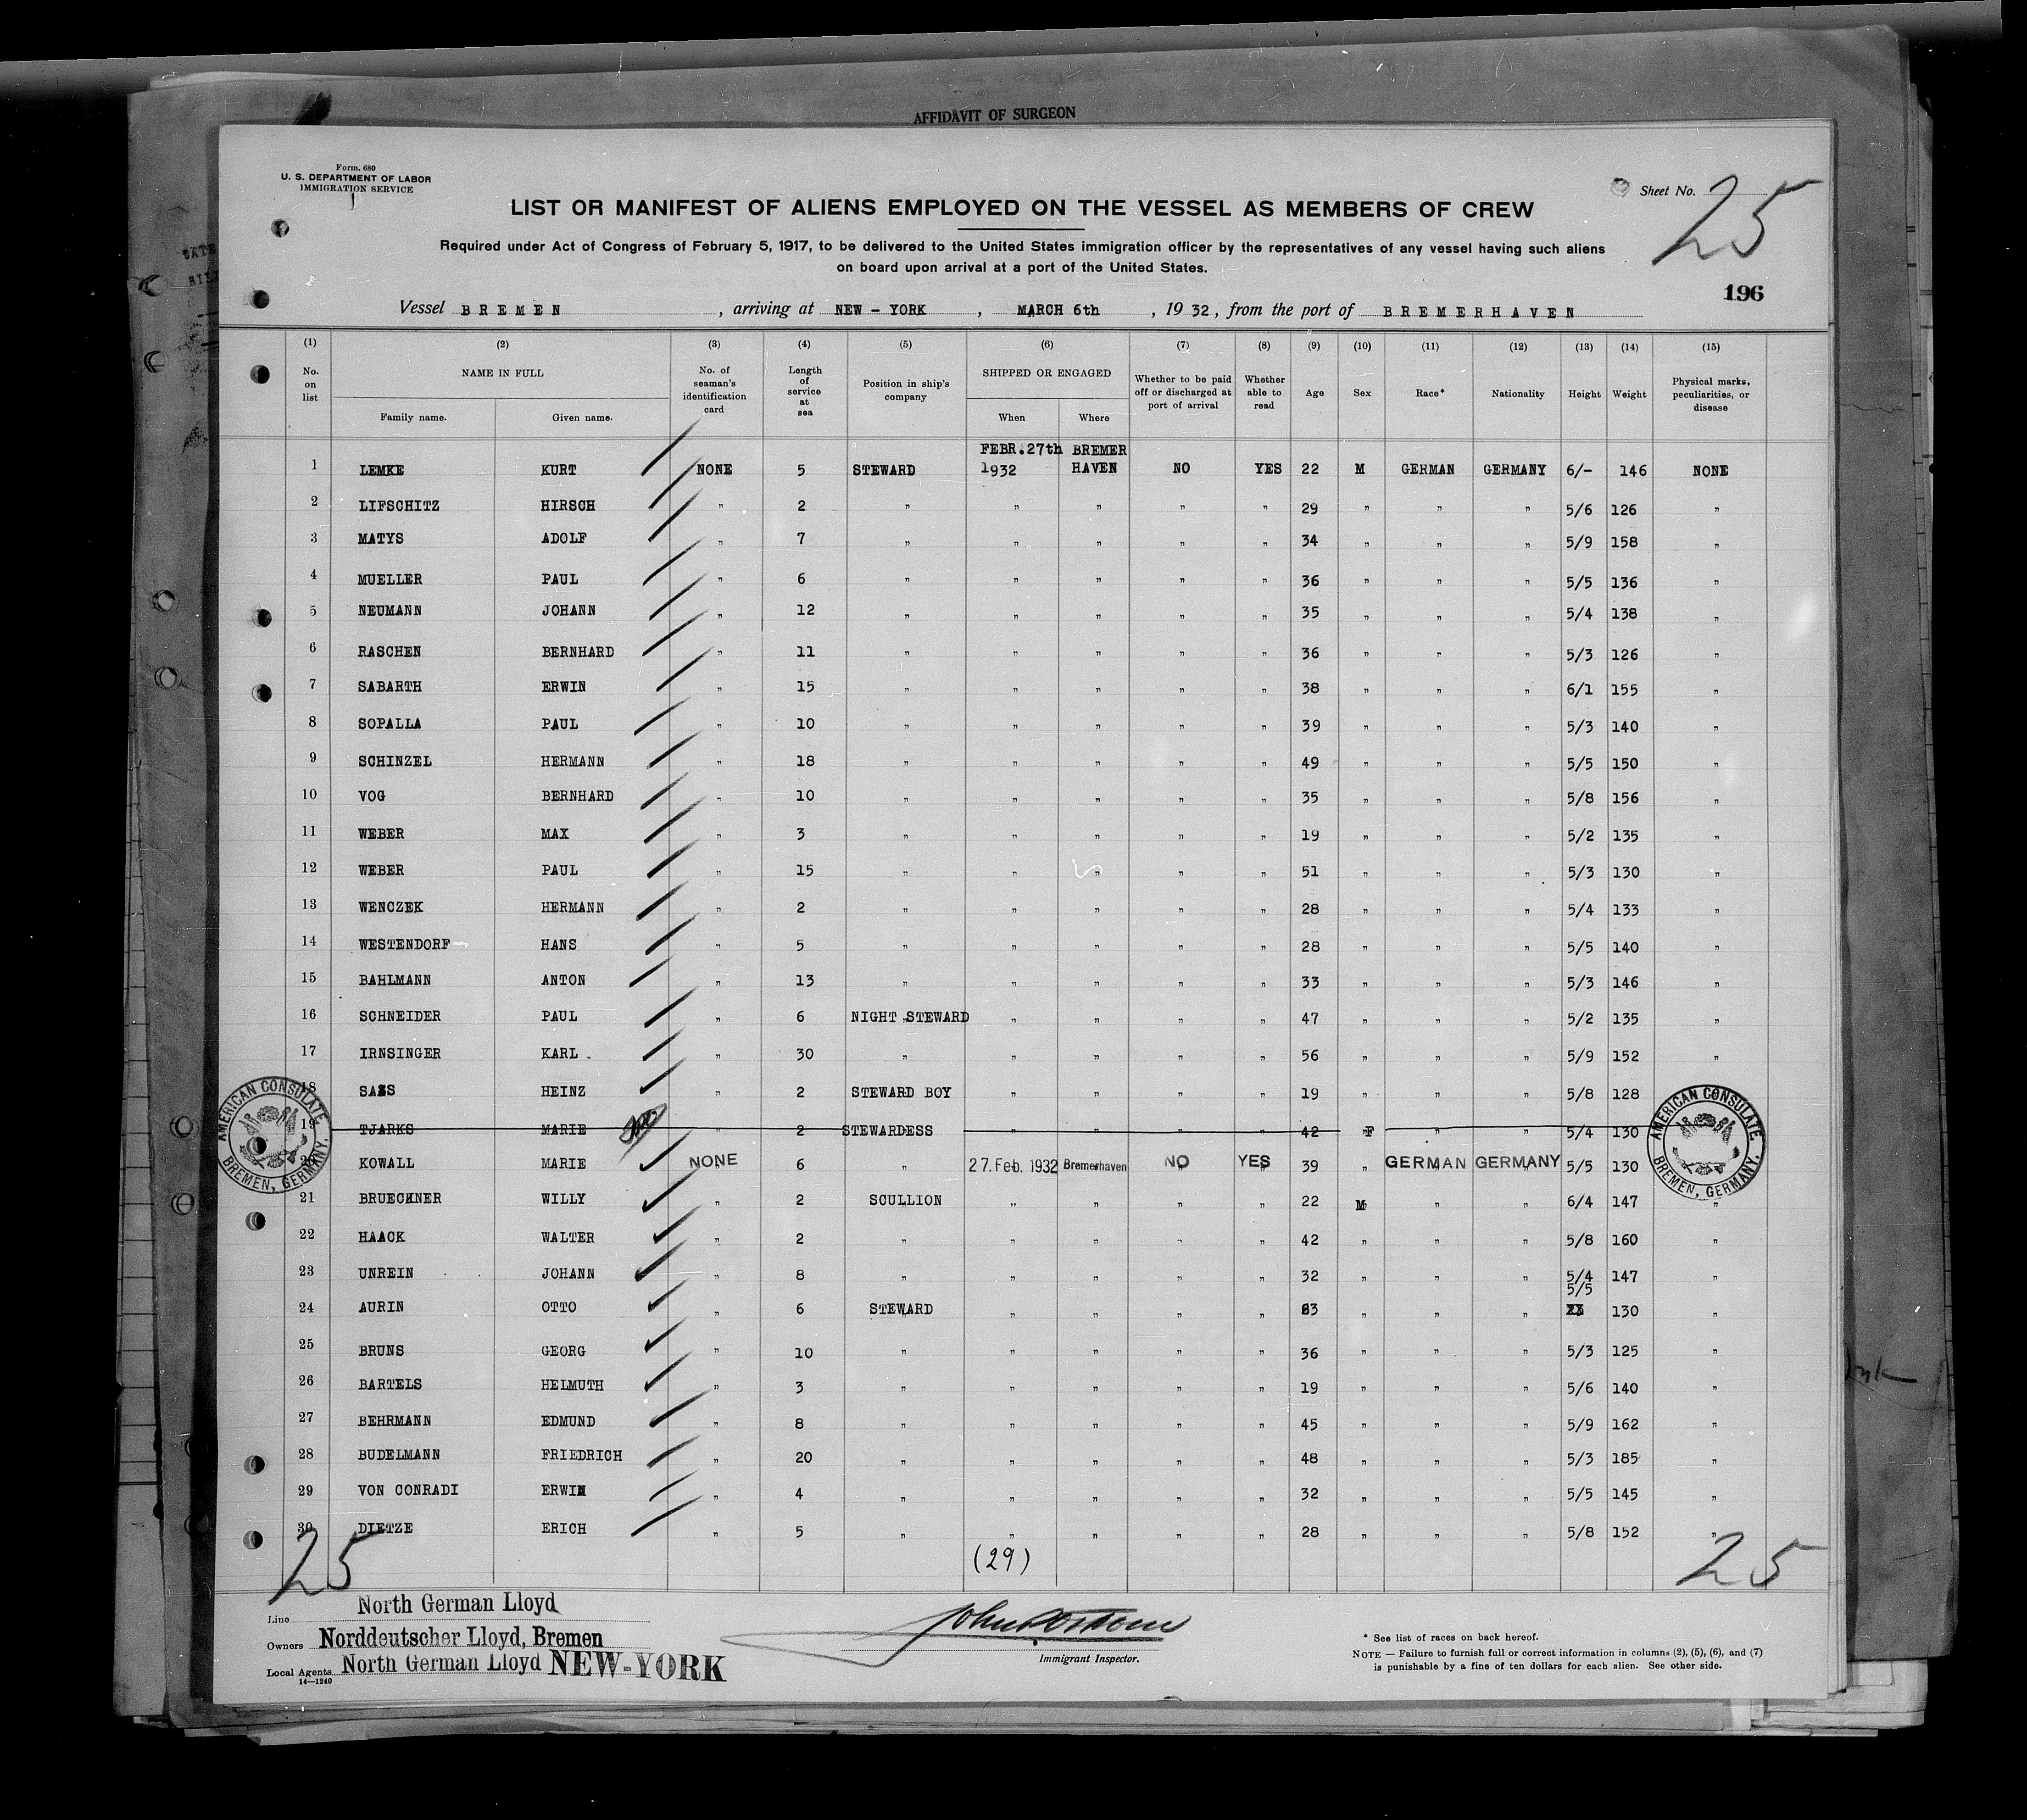 AFFIDAVIT OF SURGEON
Form. 680
U. S. DEPARTMENT OF LABOR
IMMIGRATION SERVICE
Sheet No. 25
LIST OR MANIFEST OF ALIENS EMPLOYED ON THE VESSEL AS MEMBERS OF CREW
Required under Act of Congress of February 5, 1917, to be delivered to the United States immigration officer by the representatives of any vessel having such aliens
on board upon arrival at a port of the United States.
196
Vessel BREMEN, arriving at NEW-YORK, MARCH 6th, 1932, from the port of BREMERHAVEN
(1) (2) (3) (4) (5) (6) (7) (8) (9) (10) (11) (12) (13) (14) (15)
No. on list NAME IN FULL Family name. Given name. No. of seaman's identification card Length of service at sea Position in ship's company SHIPPED OR ENGAGED When Where Whether to be paid off or discharged at port of arrival Whether able to read Age Sex Race* Nationality Height Weight Physical marks, peculiarities, or disease
FEBR.27th BREMER
1 LEMKE KURT NONE 5 STEWARD 1932 HAVEN NO YES 22 M GERMAN GERMANY 6/- 146 NONE
2 LIFSCHITZ HIRSCH " 2 " " " " " 29 " " " 5/6 126 "
3 MATYS ADOLF " 7 " " " " " 34 " " " 5/9 158 "
4 MUELLER PAUL " 6 " " " " " 36 " " " 5/5 136 "
5 NEUMANN JOHANN " 12 " " " " " 35 " " " 5/4 138 "
6 RASCHEN BERNHARD " 11 " " " " " 36 " " " 5/3 126 "
7 SABARTH ERWIN " 15 " " " " " 38 " " " 6/1 155 "
8 SOPALLA PAUL " 10 " " " " " 39 " " " 5/3 140 "
9 SCHINZEL HERMANN " 18 " " " " " 49 " " " 5/5 150 "
10 VOG BERNHARD " 10 " " " " " 35 " " " 5/8 156 "
11 WEBER MAX " 3 " " " " " 19 " " " 5/2 135 "
12 WEBER PAUL " 15 " " " " " 51 " " " 5/3 130 "
13 WENCZEK HERMANN " 2 " " " " " 28 " " " 5/4 133 "
14 WESTENDORF HANS " 5 " " " " " 28 " " " 5/5 140 "
15 BAHLMANN ANTON " 13 " " " " " 33 " " " 5/3 146 "
16 SCHNEIDER PAUL " 6 NIGHT STEWARD " " " " 47 " " " 5/2 135 "
17 IRNSINGER KARL " 30 " " " " " 56 " " " 5/9 152 "
18 SASS HEINZ " 2 STEWARD BOY " " " " 19 " " " 5/8 128 "
19 TJARKS MARIE " 2 STEWARDESS " " " " 42 F " " 5/4 130
20 KOWALL MARIE NONE 6 " 27.Feb.1932 Bremerhaven NO YES 39 " GERMAN GERMANY 5/5 130
21 BRUECKNER WILLY " 2 SCULLION " " " " 22 M " " 6/4 147 "
22 HAACK WALTER " 2 " " " " " 42 " " " 5/8 160 "
23 UNREIN JOHANN " 8 " " " " " 32 " " " 5/4 147 "
5/5
24 AURIN OTTO " 6 STEWARD " " " " " " " 130 "
25 BRUNS GEORG " 10 " " " " " 36 " " " 5/3 125 "
26 BARTELS HELMUTH " 3 " " " " " 19 " " " 5/6 140 "
27 BEHRMANN EDMUND " 8 " " " " " 45 " " " 5/9 162 "
28 BUDELMANN FRIEDRICH " 20 " " " " " 48 " " " 5/3 185 "
29 VON CONRADI ERWIN " 4 " " " " " 32 " " " 5/5 145 "
30 DIETZE ERICH " 5 " " " " " 28 " " " 5/8 152 "
AMERICAN CONSULATE, BREMEN, GERMANY.
AMERICAN CONSULATE, BREMEN, GERMANY.
(29)
25 25
Line North German Lloyd
Owners Norddeutscher Lloyd, Bremen
Local Agents North German Lloyd NEW-YORK
14—1240
Immigrant Inspector.
* See list of races on back hereof.
NOTE — Failure to furnish full or correct information in columns (2), (5), (6), and (7)
is punishable by a fine of ten dollars for each alien. See other side.